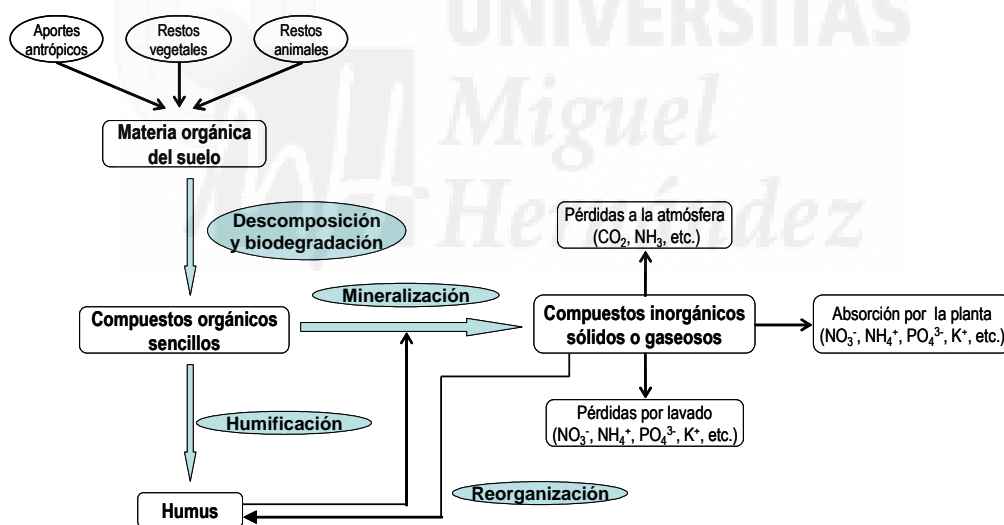 UNIVERSITAS
Miguel
Hernández
Aportes
antrópicos
Restos
vegetales
Restos
animales
Materia orgánica
del suelo
Descomposición
y biodegradación
Pérdidas a la atmósfera
(CO₂, NH₃, etc.)
Mineralización
Compuestos orgánicos
sencillos
Compuestos inorgánicos
sólidos o gaseosos
Absorción por la planta
(NO₃⁻, NH₄⁺, PO₄³⁻, K⁺, etc.)
Pérdidas por lavado
(NO₃⁻, NH₄⁺, PO₄³⁻, K⁺, etc.)
Humificación
Reorganización
Humus